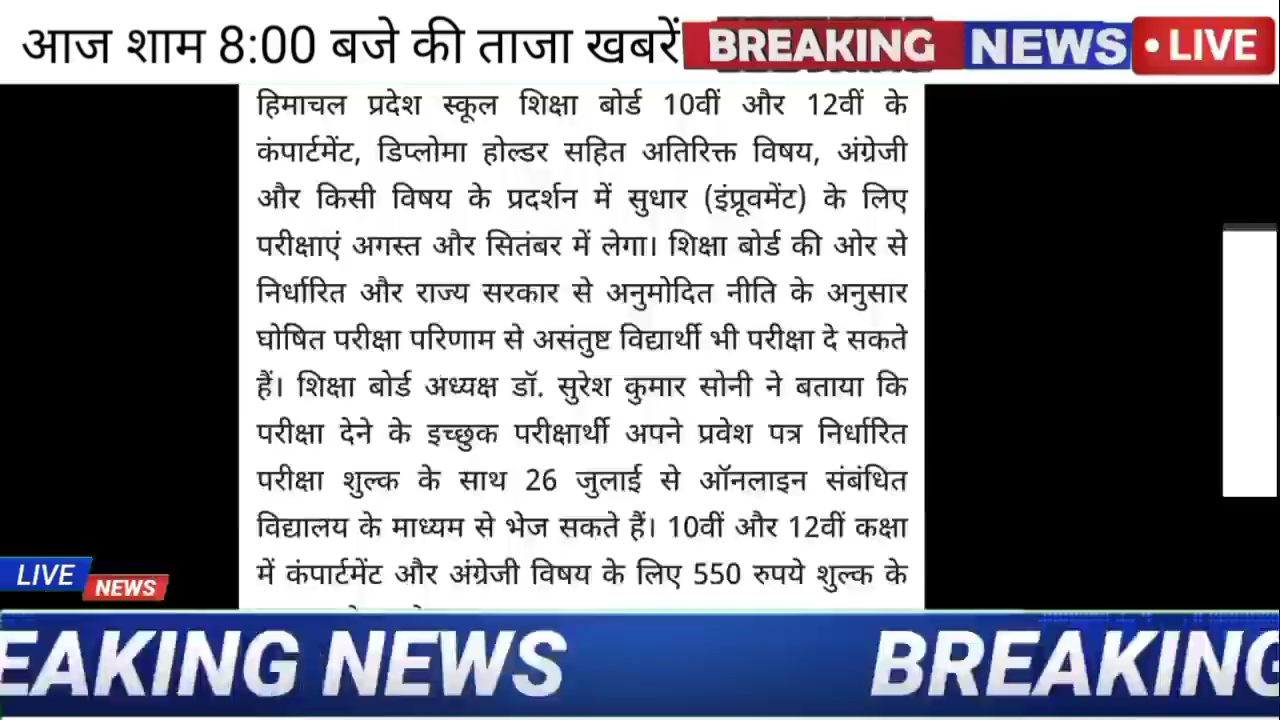 आज शाम 8:00 बजे की ताजा खबरें BREAKING NEWS • LIVE
हिमाचल प्रदेश स्कूल शिक्षा बोर्ड 10वीं और 12वीं के
कंपार्टमेंट, डिप्लोमा होल्डर सहित अतिरिक्त विषय, अंग्रेजी
और किसी विषय के प्रदर्शन में सुधार (इंप्रूवमेंट) के लिए
परीक्षाएं अगस्त और सितंबर में लेगा। शिक्षा बोर्ड की ओर से
निर्धारित और राज्य सरकार से अनुमोदित नीति के अनुसार
घोषित परीक्षा परिणाम से असंतुष्ट विद्यार्थी भी परीक्षा दे सकते
हैं। शिक्षा बोर्ड अध्यक्ष डॉ. सुरेश कुमार सोनी ने बताया कि
परीक्षा देने के इच्छुक परीक्षार्थी अपने प्रवेश पत्र निर्धारित
परीक्षा शुल्क के साथ 26 जुलाई से ऑनलाइन संबंधित
विद्यालय के माध्यम से भेज सकते हैं। 10वीं और 12वीं कक्षा
में कंपार्टमेंट और अंग्रेजी विषय के लिए 550 रुपये शुल्क के
LIVE
NEWS
EAKING NEWS BREAKING